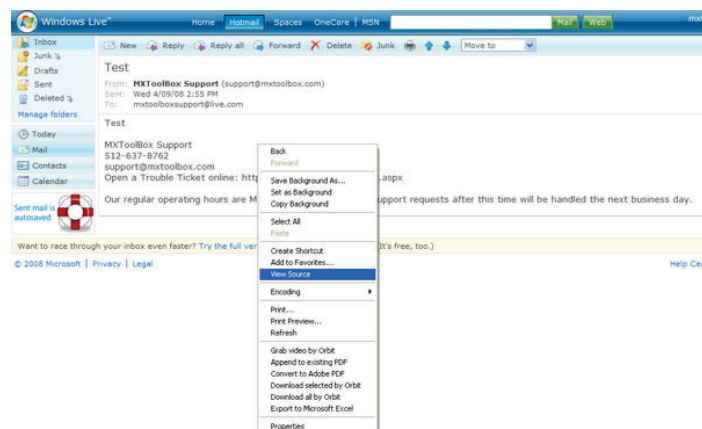 Windows Live™ Home Hotmail Spaces OneCare | MSN Mail Web
Inbox
Junk
Drafts
Sent
Deleted
Manage folders
Today
Mail
Contacts
Calendar
Sent mail is
autosaved
New Reply Reply all Forward Delete Junk Move to
Test
From: MXToolBox Support (support@mxtoolbox.com)
Sent: Wed 4/09/08 2:55 PM
To: mxtoolboxsupport@live.com
Test
MXToolBox Support
512-637-8762
support@mxtoolbox.com
Open a Trouble Ticket online: http .aspx
Our regular operating hours are M upport requests after this time will be handled the next business day.
Back
Forward
Save Background As...
Set as Background
Copy Background
Select All
Paste
Create Shortcut
Add to Favorites...
View Source
Encoding
Print...
Print Preview...
Refresh
Grab video by Orbit
Append to existing PDF
Convert to Adobe PDF
Download selected by Orbit
Download all by Orbit
Export to Microsoft Excel
Properties
Want to race through your inbox even faster? Try the full ver It's free, too.)
© 2008 Microsoft | Privacy | Legal Help Ce